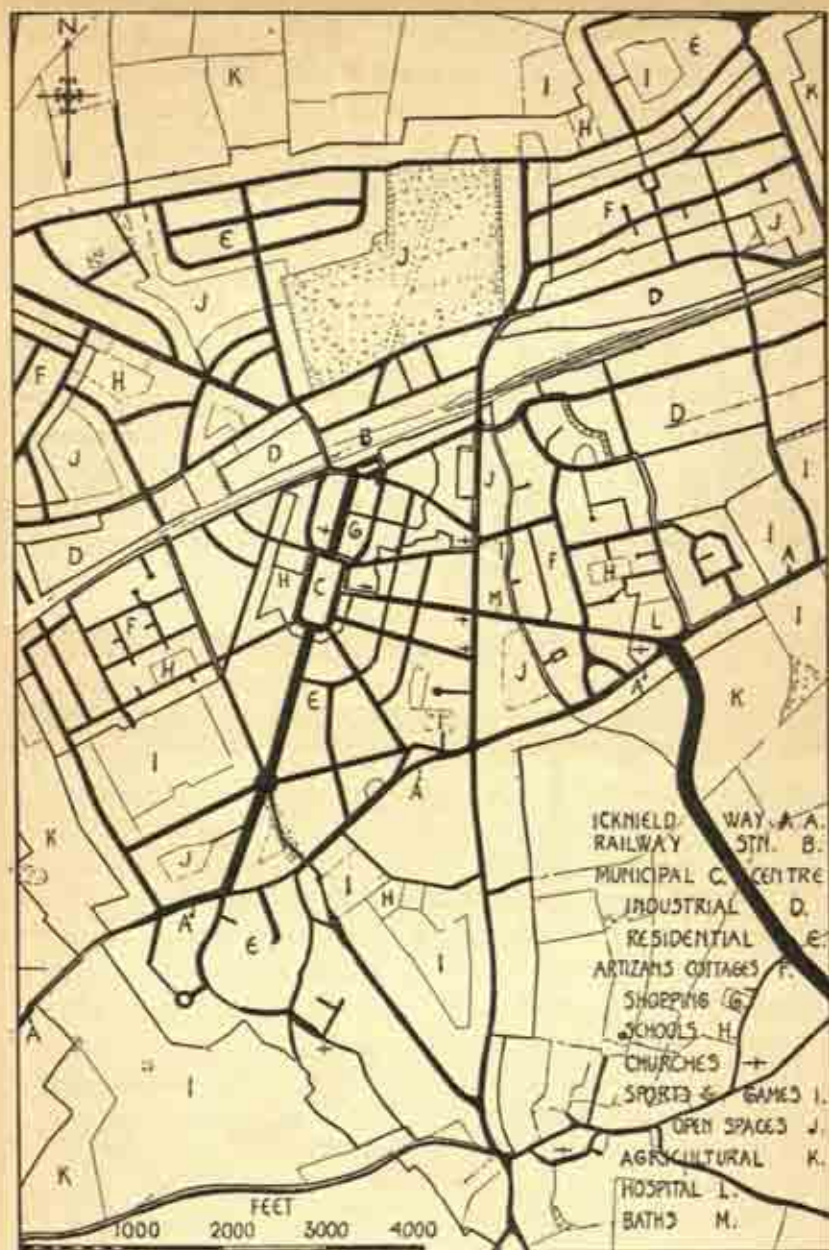 N
K
I
E
I
K
H
E
F
J
J
J
D
F
H
J
D
B
D
D
G
J
I
I
A
H
C
I
F
H
M
L
I
F
H
J
A
E
I
I
K
A
J
K
I
H
A
E
I
A
I
K
ICKNIELD WAY A A.
RAILWAY STN. B.
MUNICIPAL C. CENTRE
INDUSTRIAL D.
RESIDENTIAL E.
ARTIZANS COTTAGES F.
SHOPPING G
SCHOOLS H
CHURCHES
SPORTS & GAMES I.
OPEN SPACES J.
AGRICULTURAL K.
HOSPITAL L.
BATHS M.
FEET
1000 2000 3000 4000